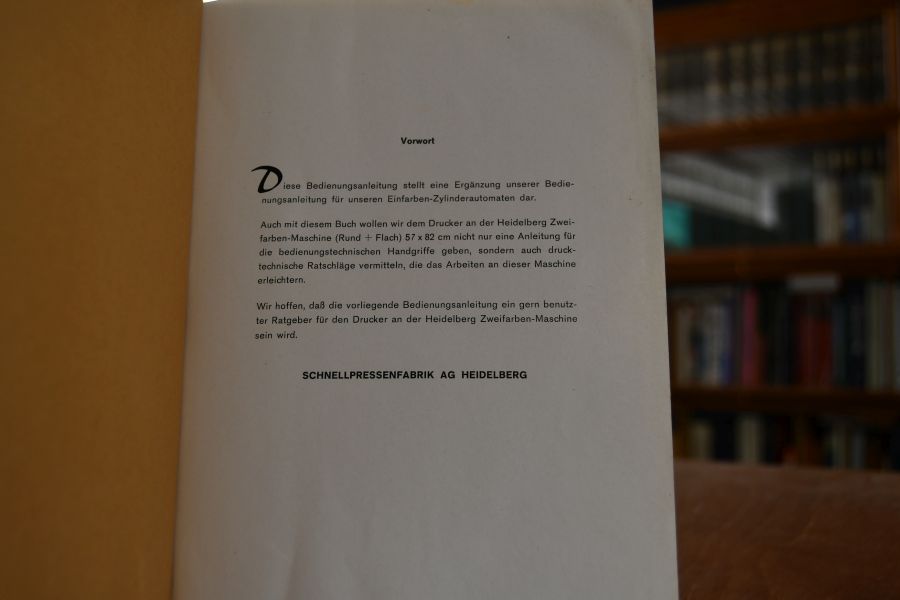 Vorwort
Diese Bedienungsanleitung stellt eine Ergänzung unserer Bedie-
nungsanleitung für unseren Einfarben-Zylinderautomaten dar.
Auch mit diesem Buch wollen wir dem Drucker an der Heidelberg Zwei-
farben-Maschine (Rund + Flach) 57 x 82 cm nicht nur eine Anleitung für
die bedienungstechnischen Handgriffe geben, sondern auch druck-
technische Ratschläge vermitteln, die das Arbeiten an dieser Maschine
erleichtern.
Wir hoffen, daß die vorliegende Bedienungsanleitung ein gern benutz-
ter Ratgeber für den Drucker an der Heidelberg Zweifarben-Maschine
sein wird.
SCHNELLPRESSENFABRIK AG HEIDELBERG